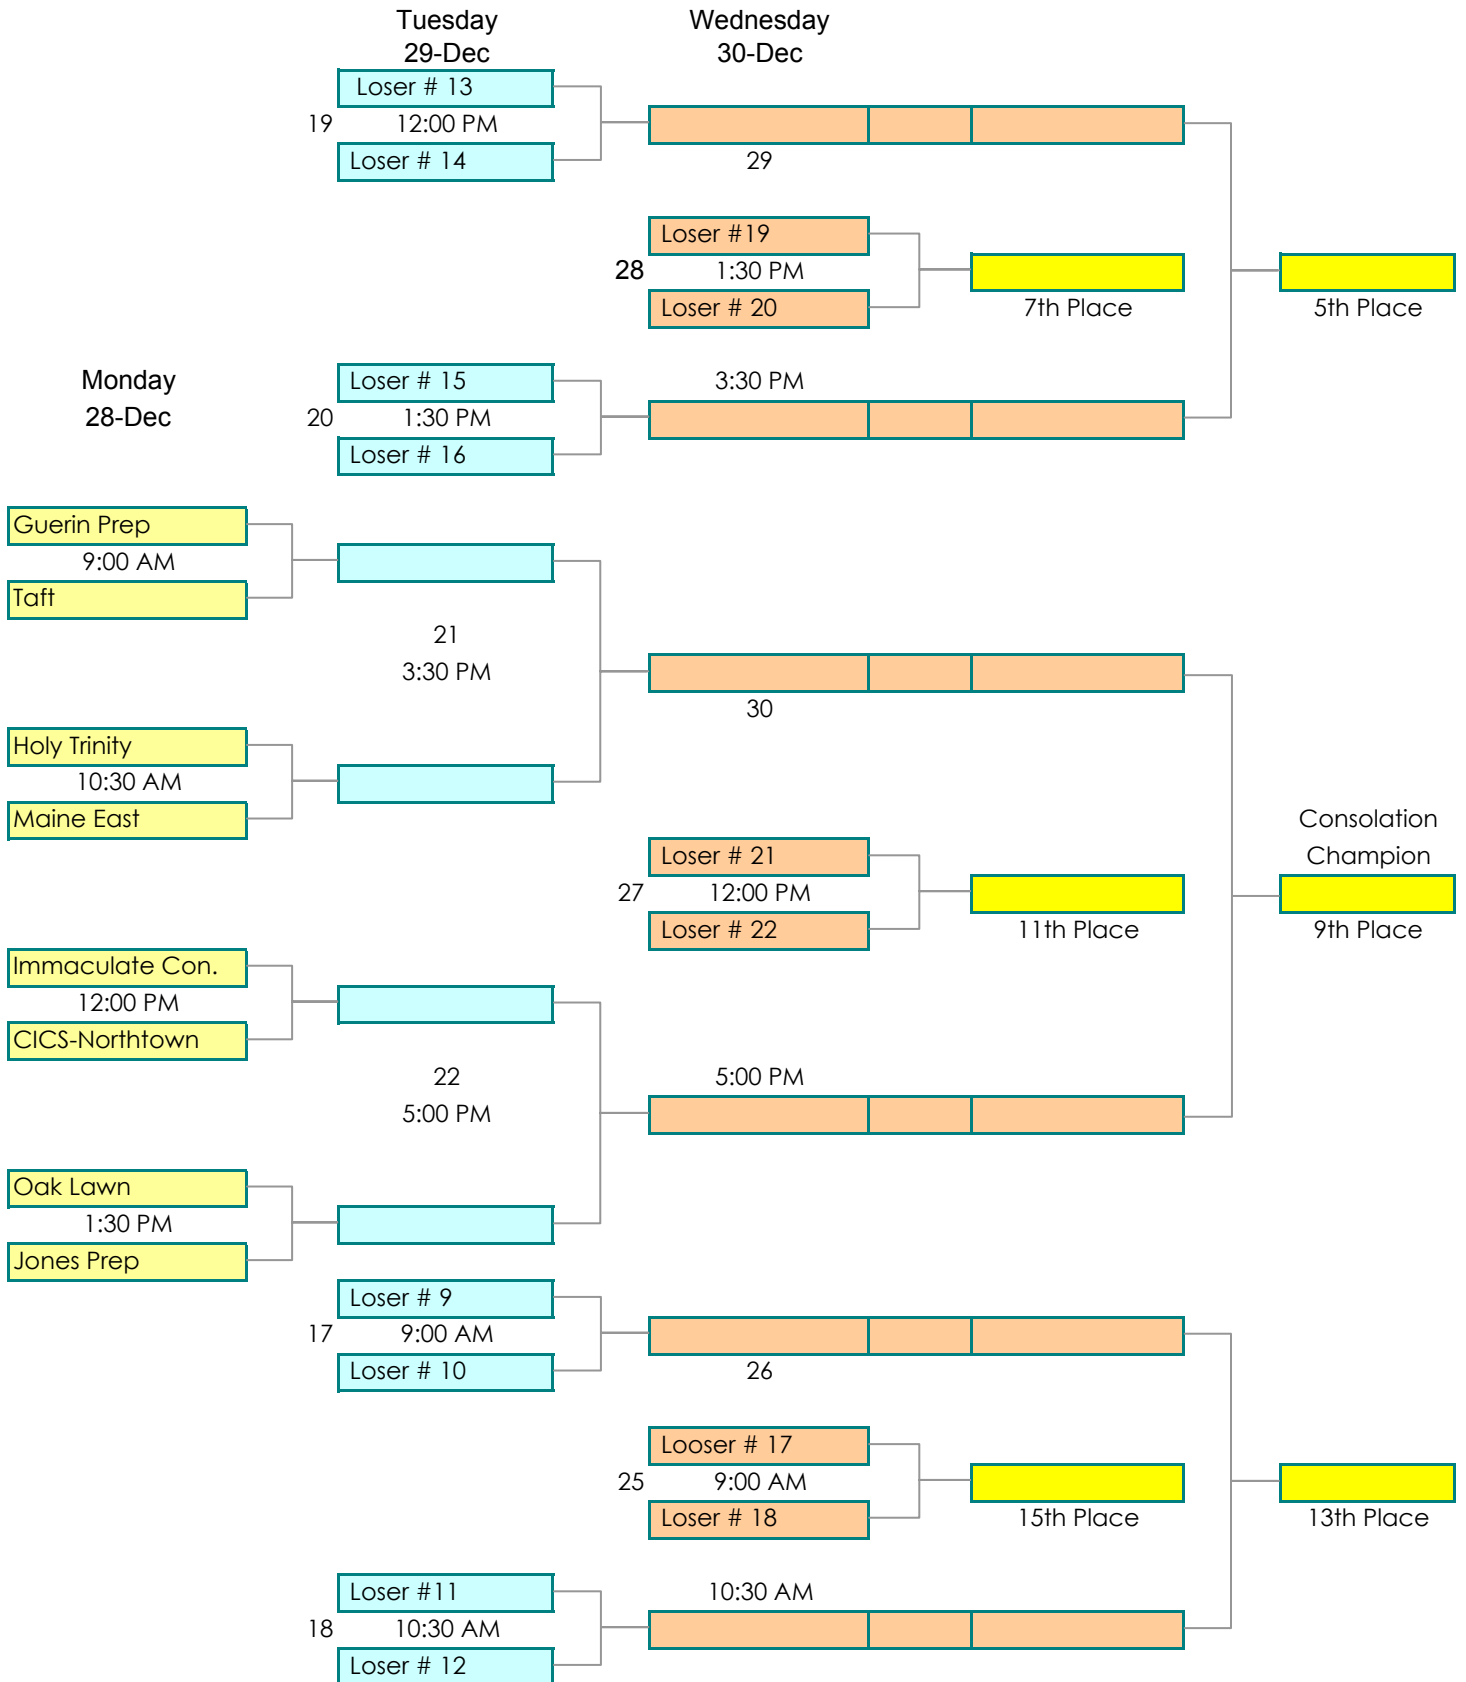 Tuesday
Wednesday
29-Dec
30-Dec
Loser # 13
19
12:00 PM
Loser # 14
29
Loser #19
28
1:30 PM
Loser # 20
7th Place
5th Place
Monday
28-Dec
Loser # 15
3:30 PM
20
1:30 PM
Loser # 16
Guerin Prep
9:00 AM
Taft
21
3:30 PM
30
Holy Trinity
10:30 AM
Maine East
Consolation
Champion
Loser # 21
27
12:00 PM
Loser # 22
11th Place
9th Place
Immaculate Con.
12:00 PM
CICS-Northtown
22
5:00 PM
5:00 PM
Oak Lawn
1:30 PM
Jones Prep
Loser # 9
17
9:00 AM
Loser # 10
26
Looser # 17
25
9:00 AM
Loser # 18
15th Place
13th Place
Loser #11
10:30 AM
18
10:30 AM
Loser # 12